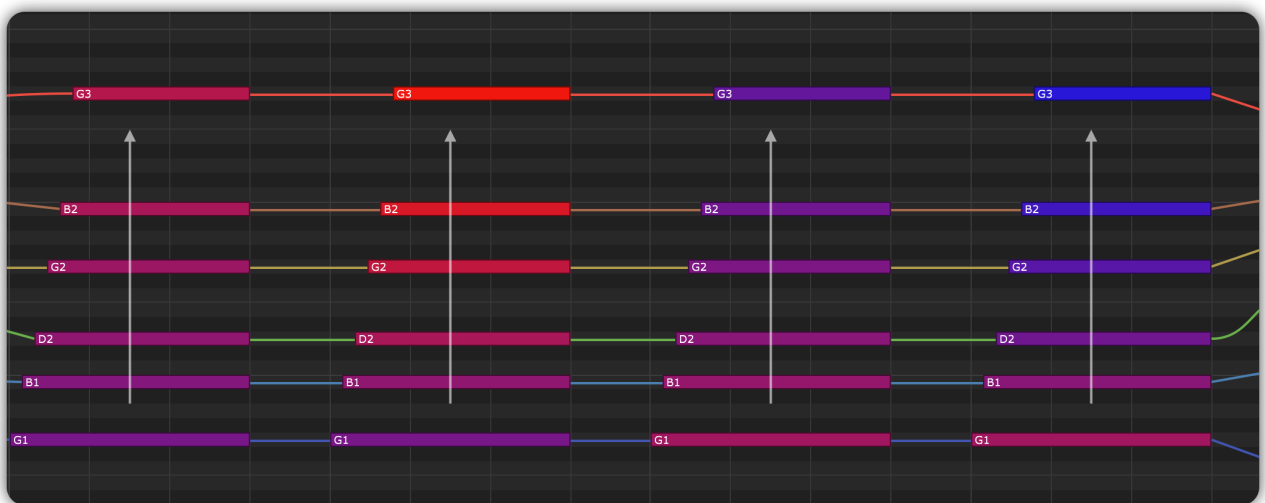 G3 G3 G3 G3
B2 B2 B2 B2
G2 G2 G2 G2
D2 D2 D2 D2
B1 B1 B1 B1
G1 G1 G1 G1